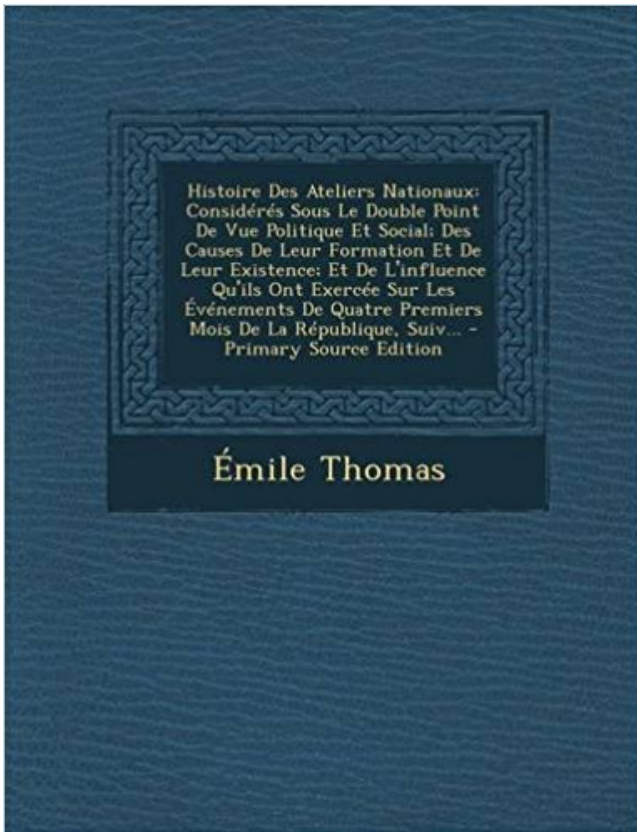 Histoire Des Ateliers Nationaux:
Considérés Sous Le Double Point
De Vue Politique Et Social; Des
Causes De Leur Formation Et De
Leur Existence; Et De L'influence
Qu'ils Ont Exercée Sur Les
Événements De Quatre Premiers
Mois De La République, Suiv... -
Primary Source Edition
Émile Thomas